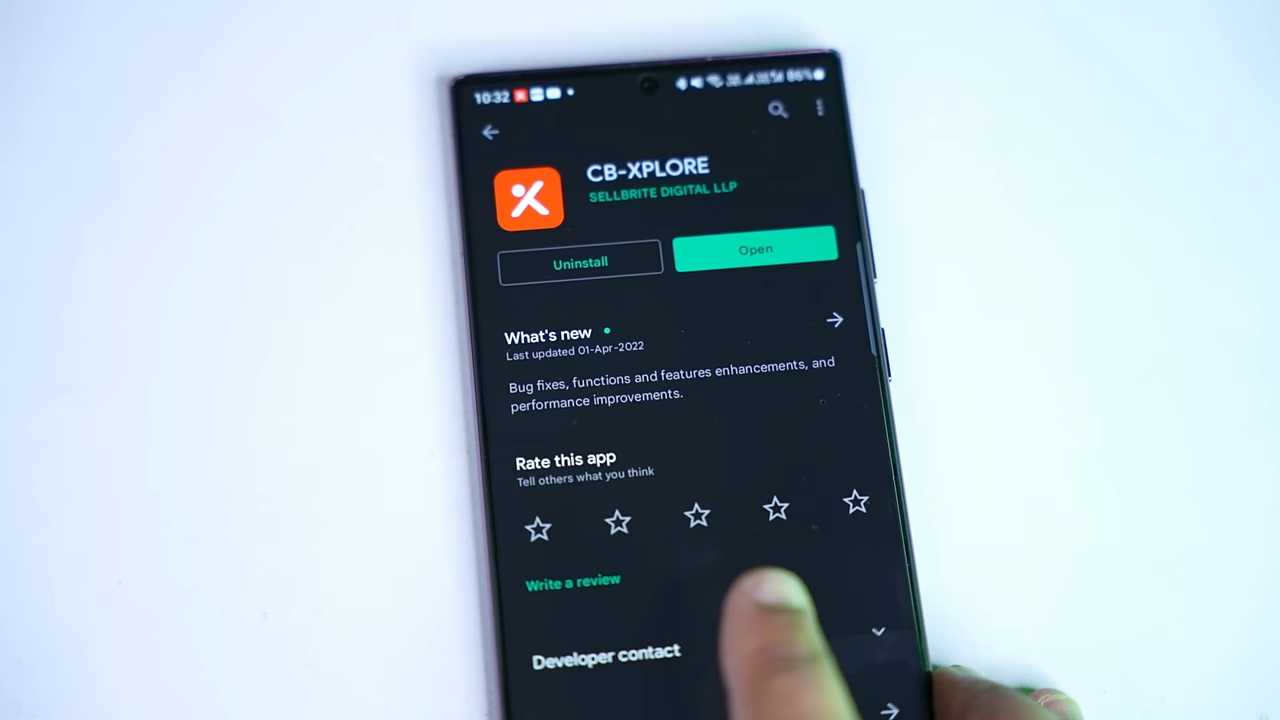 10:32
86%
CB-XPLORE
SELLBRITE DIGITAL LLP
Uninstall
Open
What's new
Last updated 01-Apr-2022
Bug fixes, functions and features enhancements, and
performance improvements.
Rate this app
Tell others what you think
Write a review
Developer contact